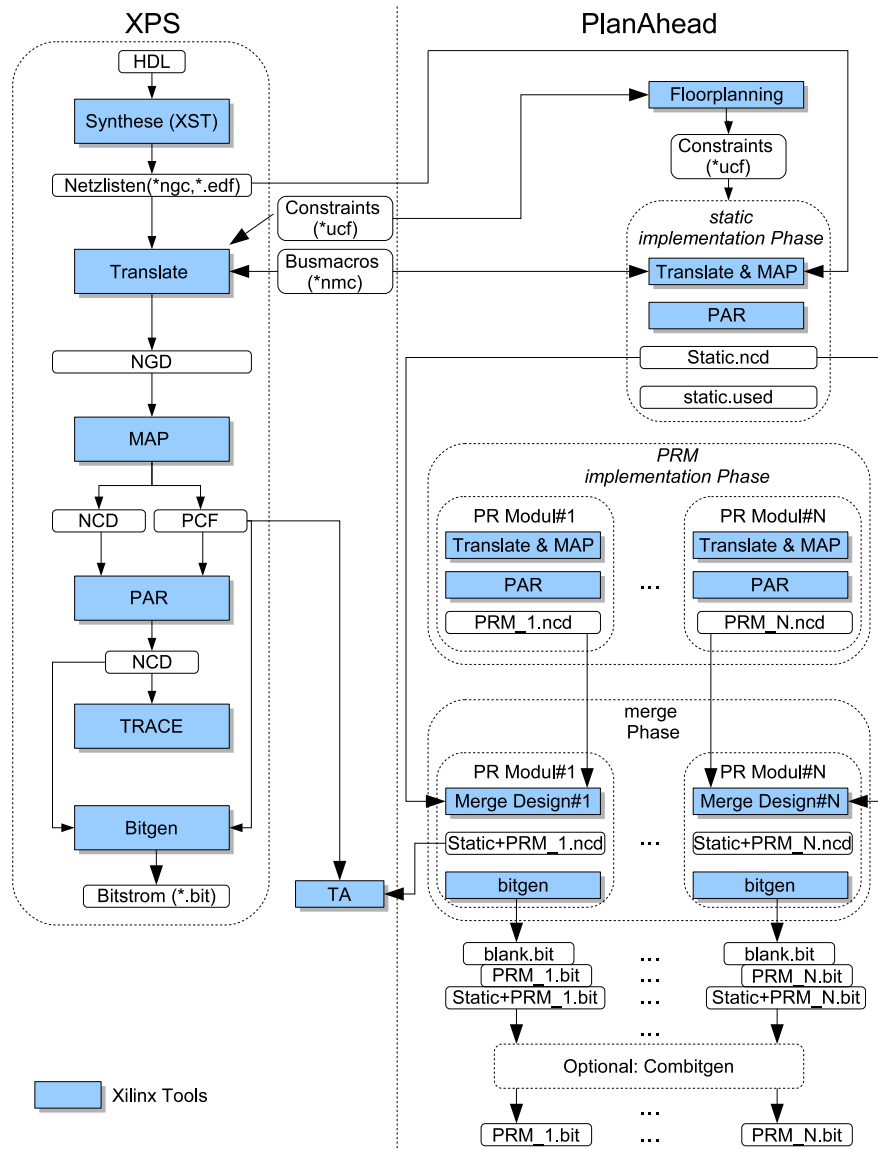 XPS
PlanAhead
HDL
Synthese (XST)
Netzlisten(*ngc,*.edf)
Translate
NGD
MAP
NCD
PCF
PAR
NCD
TRACE
Bitgen
Bitstrom (*.bit)
Constraints
(*ucf)
Busmacros
(*nmc)
TA
Floorplanning
Constraints
(*ucf)
static
implementation Phase
Translate & MAP
PAR
Static.ncd
static.used
PRM
implementation Phase
PR Modul#1
PR Modul#N
Translate & MAP
Translate & MAP
PAR
...
PAR
PRM_1.ncd
PRM_N.ncd
merge
Phase
PR Modul#1
PR Modul#N
Merge Design#1
Merge Design#N
Static+PRM_1.ncd
...
Static+PRM_N.ncd
bitgen
bitgen
blank.bit
...
blank.bit
PRM_1.bit
...
PRM_N.bit
Static+PRM_1.bit
...
Static+PRM_N.bit
...
Optional: Combitgen
...
PRM_1.bit
...
PRM_N.bit
Xilinx Tools